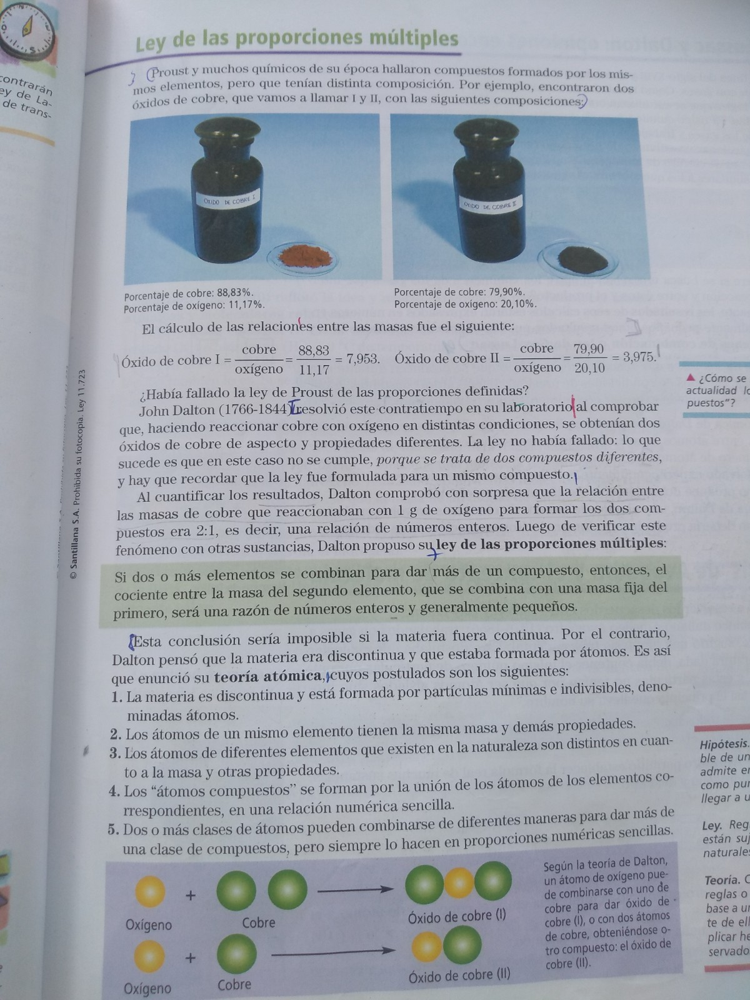 contrarán
ey de La-
de trans-
Ley de las proporciones múltiples
Proust y muchos químicos de su época hallaron compuestos formados por los mis-
mos elementos, pero que tenían distinta composición. Por ejemplo, encontraron dos
óxidos de cobre, que vamos a llamar I y II, con las siguientes composiciones:
OXIDO DE COBRE I
OXIDO DE COBRE II
Porcentaje de cobre: 88,83%.
Porcentaje de oxígeno: 11,17%.
Porcentaje de cobre: 79,90%.
Porcentaje de oxígeno: 20,10%.
El cálculo de las relaciones entre las masas fue el siguiente:
Óxido de cobre I = cobre/oxígeno = 88,83/11,17 = 7,953. Óxido de cobre II = cobre/oxígeno = 79,90/20,10 = 3,975.
¿Había fallado la ley de Proust de las proporciones definidas?
John Dalton (1766-1844) resolvió este contratiempo en su laboratorio al comprobar
que, haciendo reaccionar cobre con oxígeno en distintas condiciones, se obtenían dos
óxidos de cobre de aspecto y propiedades diferentes. La ley no había fallado: lo que
sucede es que en este caso no se cumple, porque se trata de dos compuestos diferentes,
y hay que recordar que la ley fue formulada para un mismo compuesto.
Al cuantificar los resultados, Dalton comprobó con sorpresa que la relación entre
las masas de cobre que reaccionaban con 1 g de oxígeno para formar los dos com-
puestos era 2:1, es decir, una relación de números enteros. Luego de verificar este
fenómeno con otras sustancias, Dalton propuso su ley de las proporciones múltiples:
Si dos o más elementos se combinan para dar más de un compuesto, entonces, el
cociente entre la masa del segundo elemento, que se combina con una masa fija del
primero, será una razón de números enteros y generalmente pequeños.
Esta conclusión sería imposible si la materia fuera continua. Por el contrario,
Dalton pensó que la materia era discontinua y que estaba formada por átomos. Es así
que enunció su teoría atómica, cuyos postulados son los siguientes:
1. La materia es discontinua y está formada por partículas mínimas e indivisibles, deno-
minadas átomos.
2. Los átomos de un mismo elemento tienen la misma masa y demás propiedades.
3. Los átomos de diferentes elementos que existen en la naturaleza son distintos en cuan-
to a la masa y otras propiedades.
4. Los “átomos compuestos” se forman por la unión de los átomos de los elementos co-
rrespondientes, en una relación numérica sencilla.
5. Dos o más clases de átomos pueden combinarse de diferentes maneras para dar más de
una clase de compuestos, pero siempre lo hacen en proporciones numéricas sencillas.
+
Oxígeno
Cobre
Óxido de cobre (I)
+
Oxígeno
Cobre
Óxido de cobre (II)
Según la teoría de Dalton,
un átomo de oxígeno pue-
de combinarse con uno de
cobre para dar óxido de
cobre (I), o con dos átomos
de cobre, obteniéndose o-
tro compuesto: el óxido de
cobre (II).
© Santillana S.A. Prohibida su fotocopia. Ley 11.723
▲ ¿Cómo se
actualidad lo
puestos”?
Hipótesis.
ble de un
admite en
como pun
llegar a u
Ley. Reg
están suj
naturales
Teoría. C
reglas o
base a un
te de ell
plicar he
servado